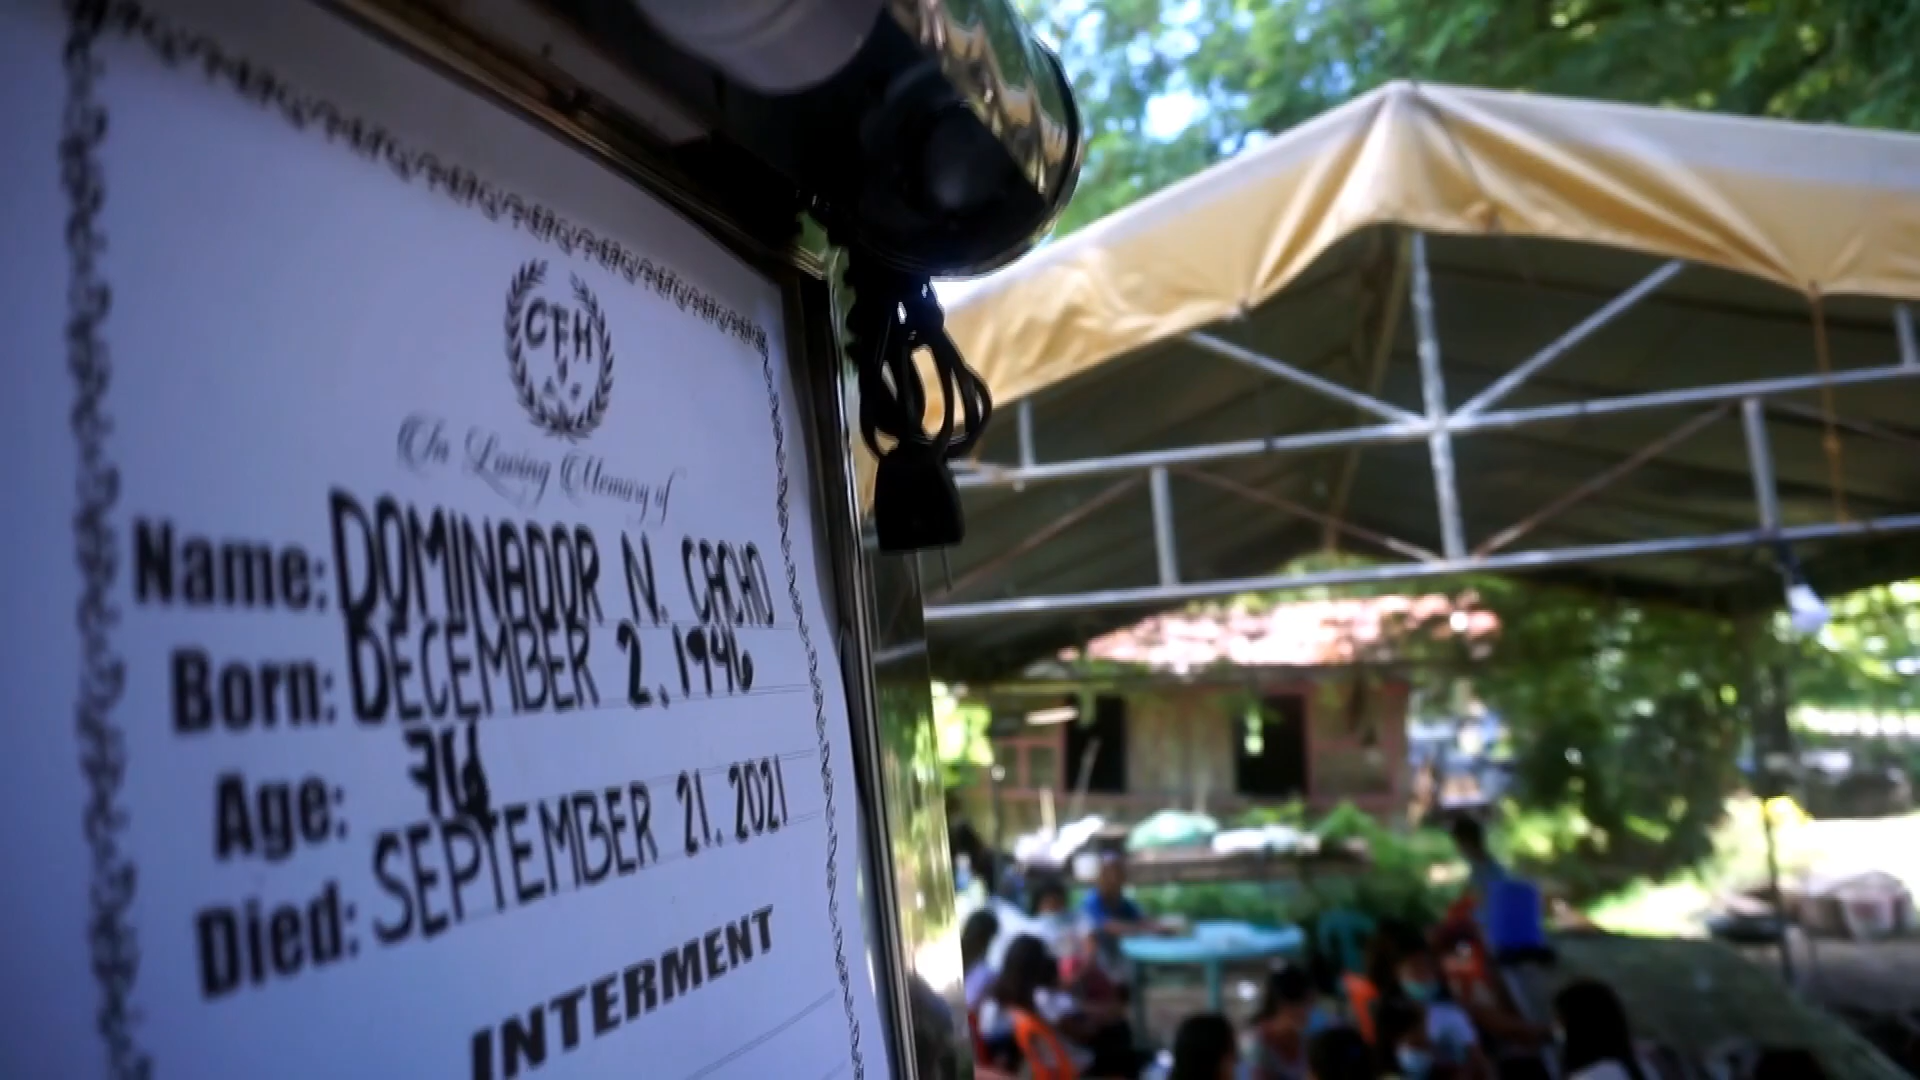 CFH
In Loving Memory of
Name: DOMINADOR N. CACHO
Born: DECEMBER 2, 1946
Age: 74
Died: SEPTEMBER 21, 2021
INTERMENT